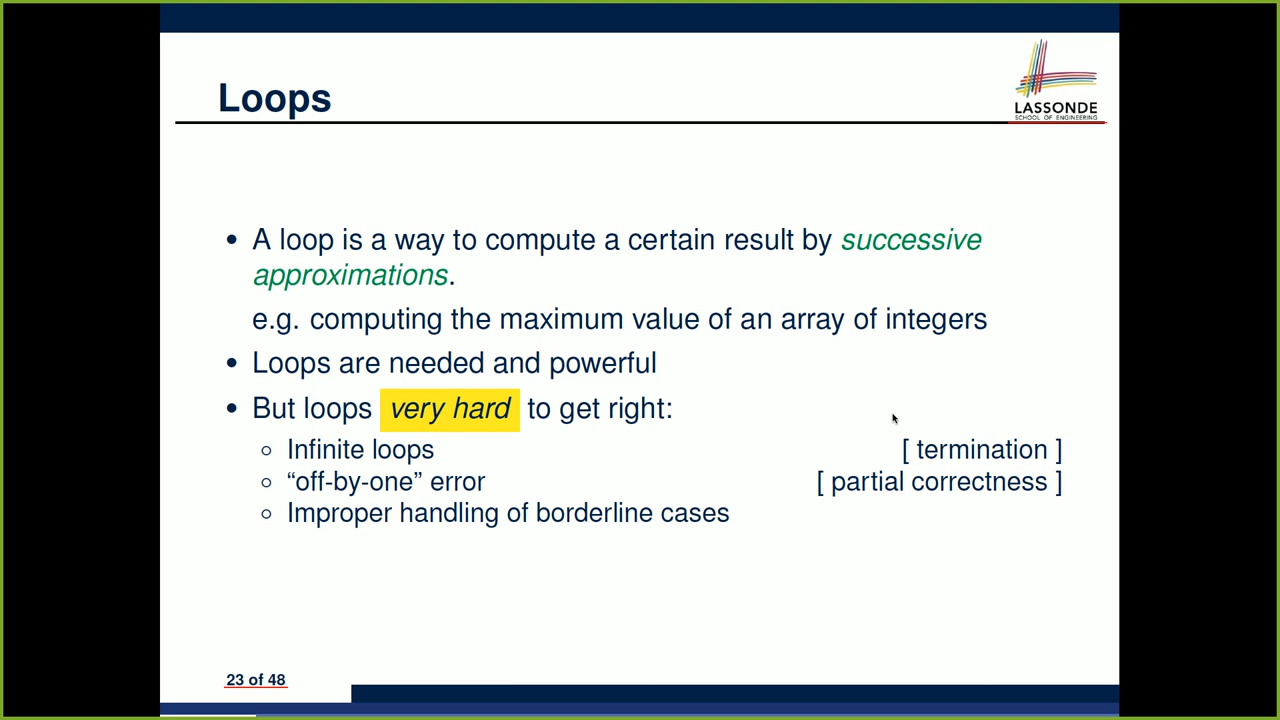 Loops
LASSONDE
SCHOOL OF ENGINEERING
• A loop is a way to compute a certain result by successive
approximations.
e.g. computing the maximum value of an array of integers
• Loops are needed and powerful
• But loops very hard to get right:
○ Infinite loops [ termination ]
○ “off-by-one” error [ partial correctness ]
○ Improper handling of borderline cases
23 of 48